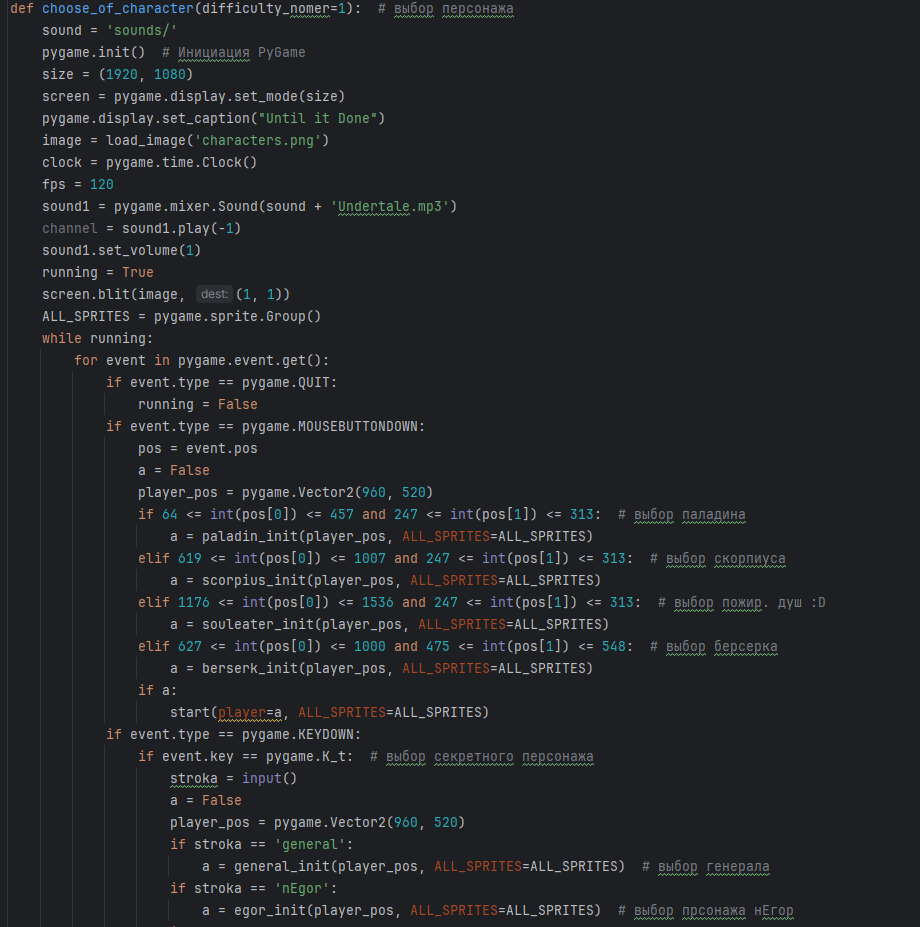 def choose_of_character(difficulty_nomer=1):  # выбор персонажа
    sound = 'sounds/'
    pygame.init()  # Инициация PyGame
    size = (1920, 1080)
    screen = pygame.display.set_mode(size)
    pygame.display.set_caption("Until it Done")
    image = load_image('characters.png')
    clock = pygame.time.Clock()
    fps = 120
    sound1 = pygame.mixer.Sound(sound + 'Undertale.mp3')
    channel = sound1.play(-1)
    sound1.set_volume(1)
    running = True
    screen.blit(image, dest: (1, 1))
    ALL_SPRITES = pygame.sprite.Group()
    while running:
        for event in pygame.event.get():
            if event.type == pygame.QUIT:
                running = False
            if event.type == pygame.MOUSEBUTTONDOWN:
                pos = event.pos
                a = False
                player_pos = pygame.Vector2(960, 520)
                if 64 <= int(pos[0]) <= 457 and 247 <= int(pos[1]) <= 313:  # выбор паладина
                    a = paladin_init(player_pos, ALL_SPRITES=ALL_SPRITES)
                elif 619 <= int(pos[0]) <= 1007 and 247 <= int(pos[1]) <= 313:  # выбор скорпиуса
                    a = scorpius_init(player_pos, ALL_SPRITES=ALL_SPRITES)
                elif 1176 <= int(pos[0]) <= 1536 and 247 <= int(pos[1]) <= 313:  # выбор пожир. душ :D
                    a = souleater_init(player_pos, ALL_SPRITES=ALL_SPRITES)
                elif 627 <= int(pos[0]) <= 1000 and 475 <= int(pos[1]) <= 548:  # выбор берсерка
                    a = berserk_init(player_pos, ALL_SPRITES=ALL_SPRITES)
                if a:
                    start(player=a, ALL_SPRITES=ALL_SPRITES)
            if event.type == pygame.KEYDOWN:
                if event.key == pygame.K_t:  # выбор секретного персонажа
                    stroka = input()
                    a = False
                    player_pos = pygame.Vector2(960, 520)
                    if stroka == 'general':
                        a = general_init(player_pos, ALL_SPRITES=ALL_SPRITES)  # выбор генерала
                    if stroka == 'nEgor':
                        a = egor_init(player_pos, ALL_SPRITES=ALL_SPRITES)  # выбор прсонажа нЕгор